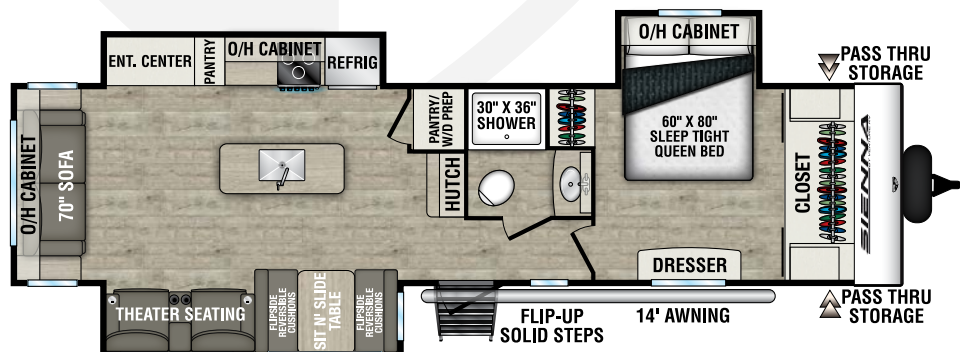 ENT. CENTER
PANTRY
O/H CABINET
REFRIG
O/H CABINET
PASS THRU
STORAGE
O/H CABINET
70" SOFA
PANTRY/
W/D PREP
30" X 36"
SHOWER
60" X 80"
SLEEP TIGHT
QUEEN BED
HUTCH
CLOSET
SIENNA
DRESSER
THEATER SEATING
FLIPSIDE
REVERSIBLE
CUSHIONS
SIT N' SLIDE
TABLE
FLIPSIDE
REVERSIBLE
CUSHIONS
FLIP-UP
SOLID STEPS
14' AWNING
PASS THRU
STORAGE